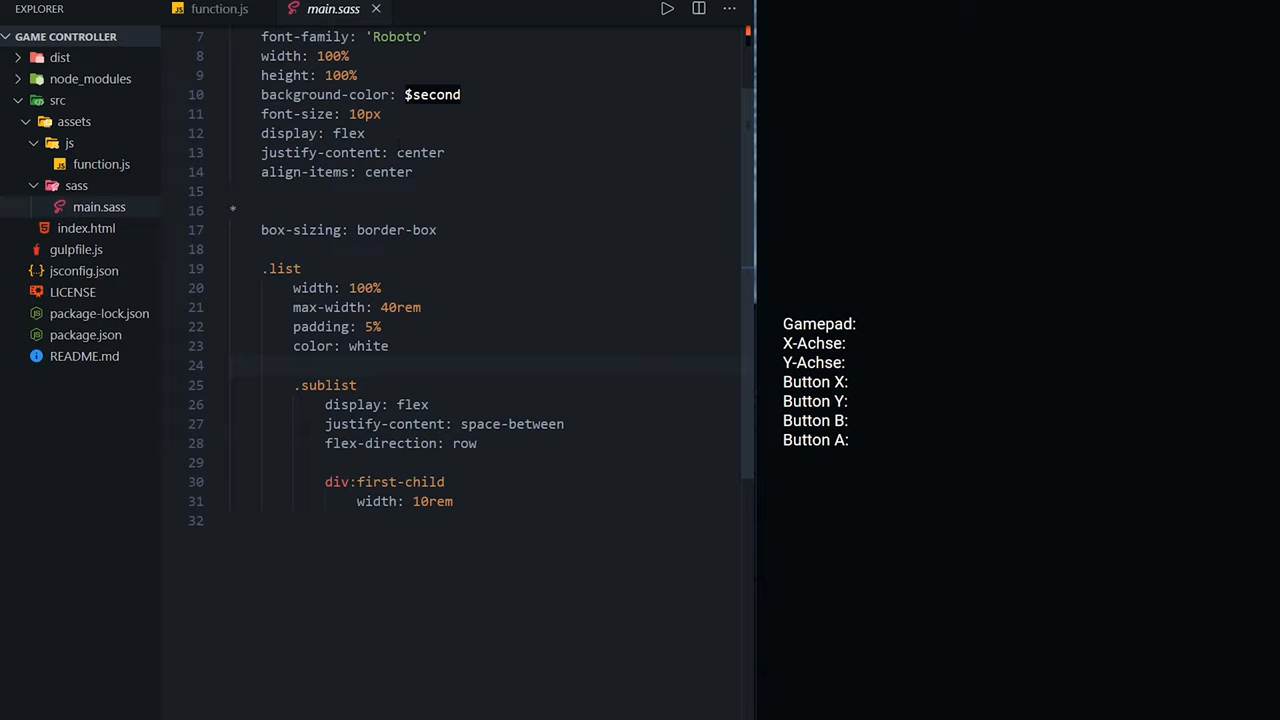 EXPLORER
function.js
main.sass
GAME CONTROLLER
dist
node_modules
src
assets
js
function.js
sass
main.sass
index.html
gulpfile.js
jsconfig.json
LICENSE
package-lock.json
package.json
README.md
7 font-family: 'Roboto'
8 width: 100%
9 height: 100%
10 background-color: $second
11 font-size: 10px
12 display: flex
13 justify-content: center
14 align-items: center
15
16 *
17 box-sizing: border-box
18
19 .list
20 width: 100%
21 max-width: 40rem
22 padding: 5%
23 color: white
24
25 .sublist
26 display: flex
27 justify-content: space-between
28 flex-direction: row
29
30 div:first-child
31 width: 10rem
32
Gamepad:
X-Achse:
Y-Achse:
Button X:
Button Y:
Button B:
Button A: